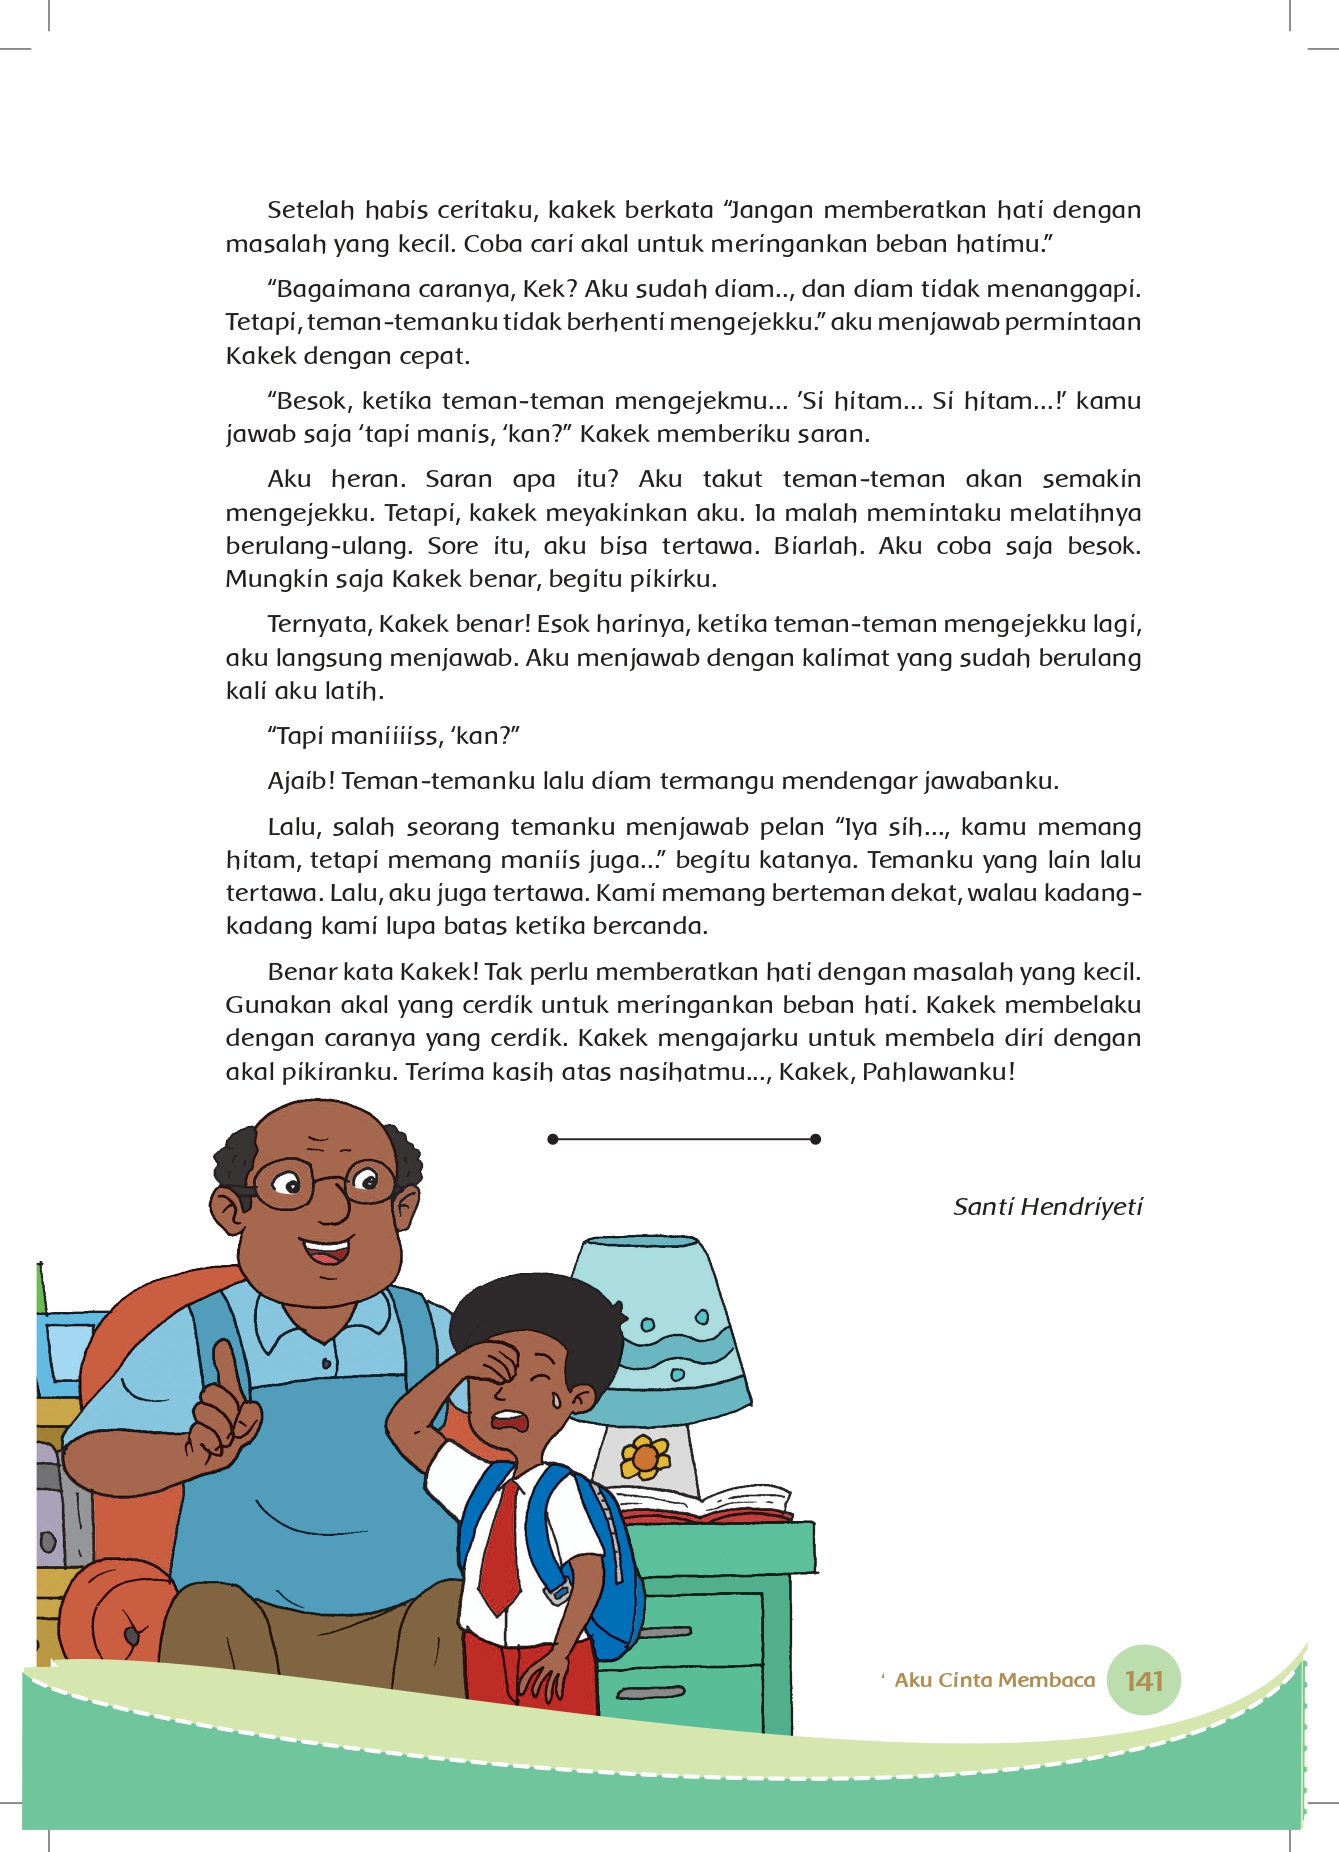 Setelah habis ceritaku, kakek berkata “Jangan memberatkan hati dengan
masalah yang kecil. Coba cari akal untuk meringankan beban hatimu.”
“Bagaimana caranya, Kek? Aku sudah diam.., dan diam tidak menanggapi.
Tetapi, teman-temanku tidak berhenti mengejekku.” aku menjawab permintaan
Kakek dengan cepat.
“Besok, ketika teman-teman mengejekmu... ’Si hitam... Si hitam...!’ kamu
jawab saja ‘tapi manis, ‘kan?” Kakek memberiku saran.
Aku heran. Saran apa itu? Aku takut teman-teman akan semakin
mengejekku. Tetapi, kakek meyakinkan aku. Ia malah memintaku melatihnya
berulang-ulang. Sore itu, aku bisa tertawa. Biarlah. Aku coba saja besok.
Mungkin saja Kakek benar, begitu pikirku.
Ternyata, Kakek benar! Esok harinya, ketika teman-teman mengejekku lagi,
aku langsung menjawab. Aku menjawab dengan kalimat yang sudah berulang
kali aku latih.
“Tapi maniiiiss, ‘kan?”
Ajaib! Teman-temanku lalu diam termangu mendengar jawabanku.
Lalu, salah seorang temanku menjawab pelan “Iya sih..., kamu memang
hitam, tetapi memang maniis juga...” begitu katanya. Temanku yang lain lalu
tertawa. Lalu, aku juga tertawa. Kami memang berteman dekat, walau kadang-
kadang kami lupa batas ketika bercanda.
Benar kata Kakek! Tak perlu memberatkan hati dengan masalah yang kecil.
Gunakan akal yang cerdik untuk meringankan beban hati. Kakek membelaku
dengan caranya yang cerdik. Kakek mengajarku untuk membela diri dengan
akal pikiranku. Terima kasih atas nasihatmu..., Kakek, Pahlawanku!
Santi Hendriyeti
‘ Aku Cinta Membaca 141